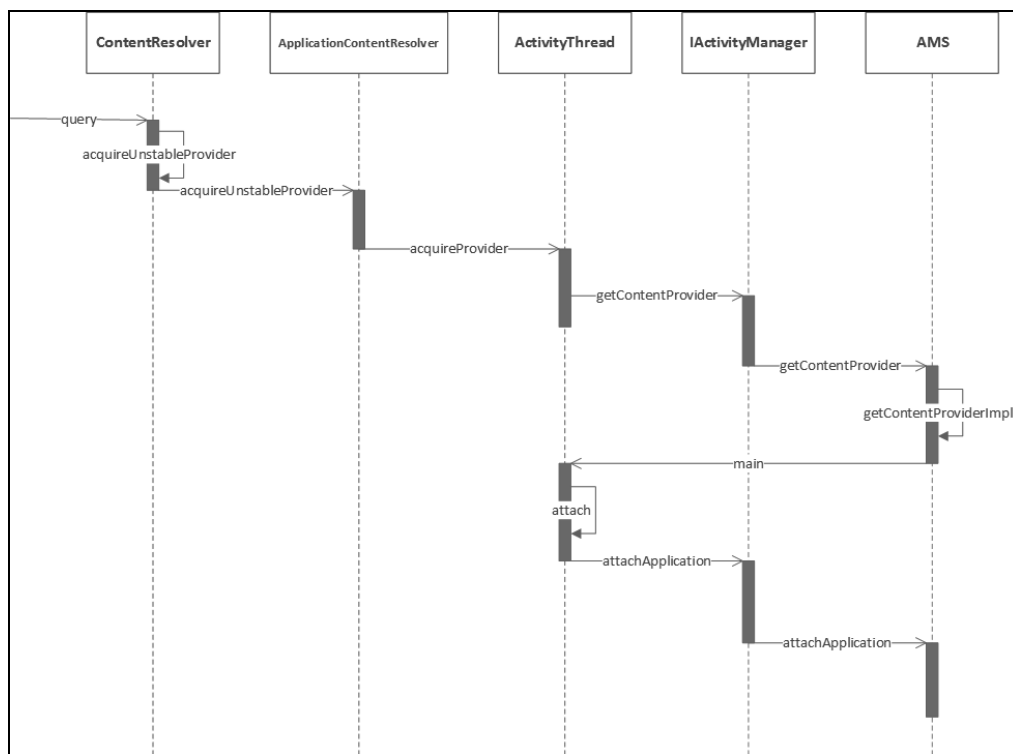 ContentResolver
ApplicationContentResolver
ActivityThread
IActivityManager
AMS
query
acquireUnstableProvider
acquireUnstableProvider
acquireProvider
getContentProvider
getContentProvider
getContentProviderImpl
main
attach
attachApplication
attachApplication